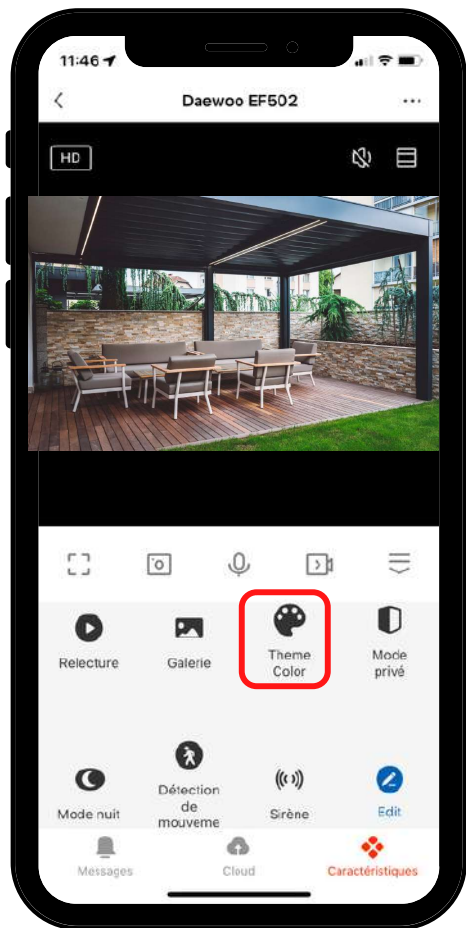 11:46
Daewoo EF502
HD
Relecture
Galerie
Theme
Color
Mode
privé
Mode nuit
Détection
de
mouveme
Sirène
Edit
Messages
Cloud
Caractéristiques